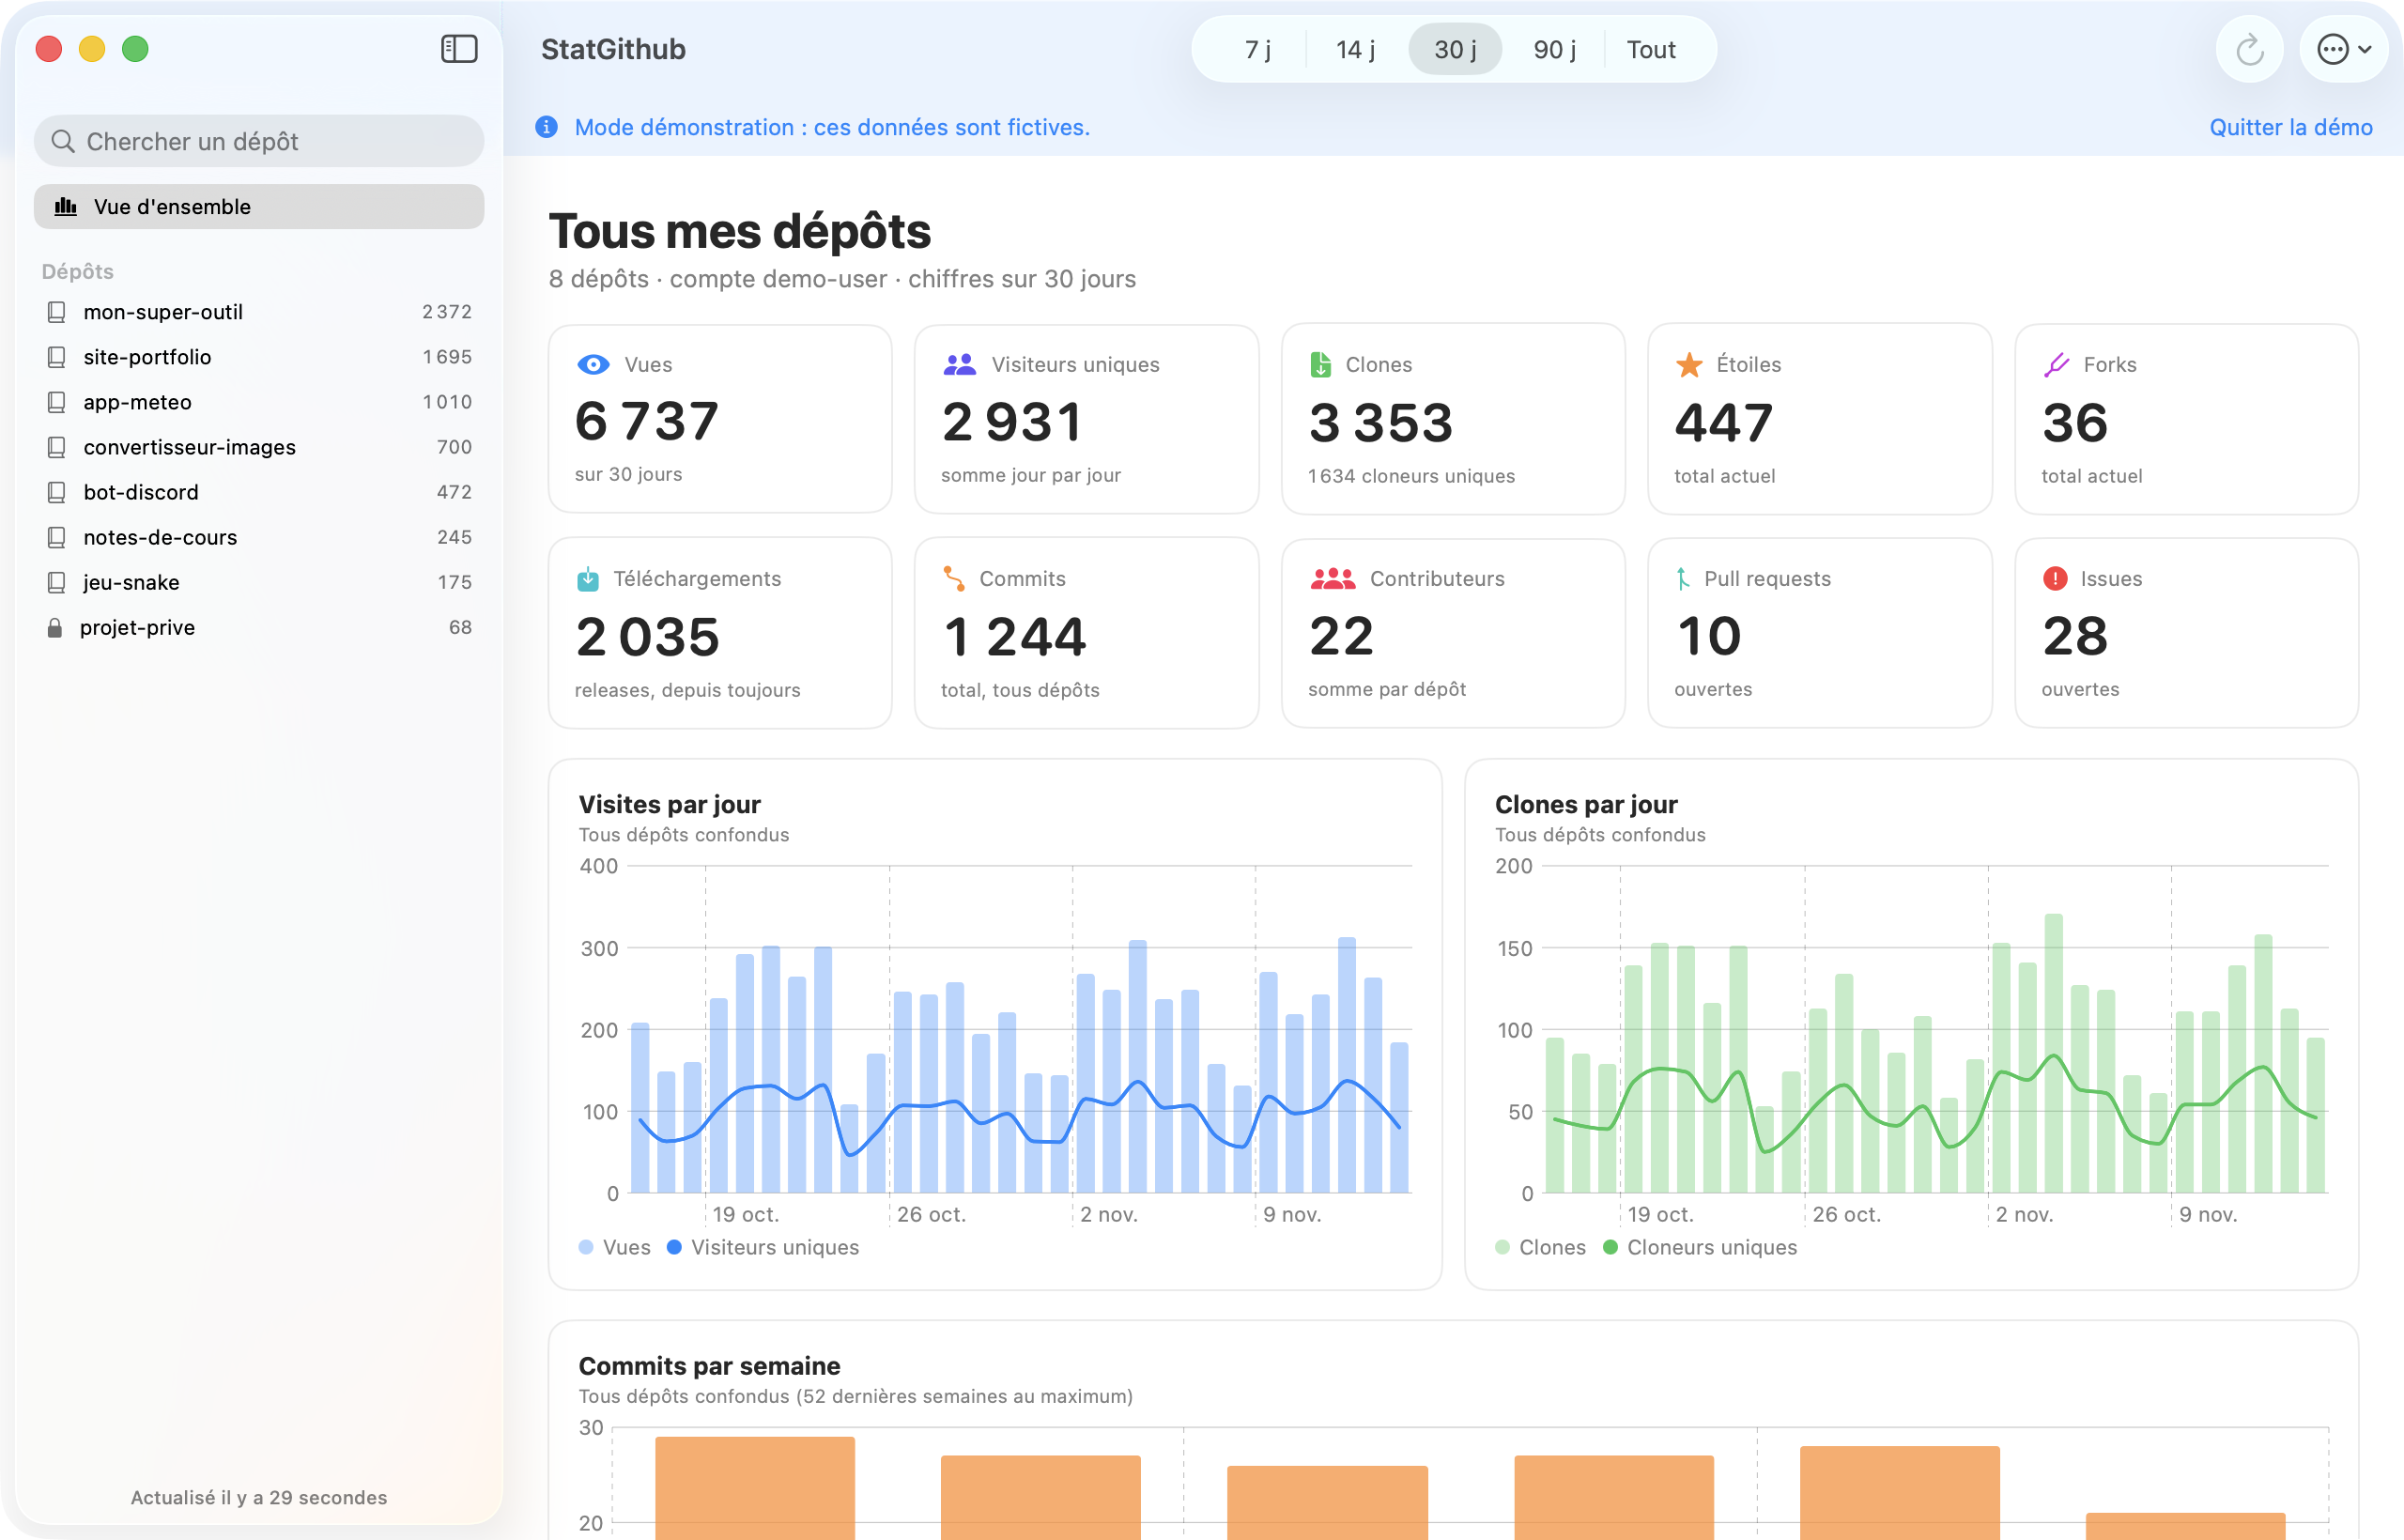 StatGithub
7 j
14 j
30 j
90 j
Tout
Mode démonstration : ces données sont fictives.
Quitter la démo
Chercher un dépôt
Vue d'ensemble
Dépôts
mon-super-outil 2 372
site-portfolio 1 695
app-meteo 1 010
convertisseur-images 700
bot-discord 472
notes-de-cours 245
jeu-snake 175
projet-prive 68
Actualisé il y a 29 secondes
Tous mes dépôts
8 dépôts · compte demo-user · chiffres sur 30 jours
Vues
6 737
sur 30 jours
Visiteurs uniques
2 931
somme jour par jour
Clones
3 353
1 634 cloneurs uniques
Étoiles
447
total actuel
Forks
36
total actuel
Téléchargements
2 035
releases, depuis toujours
Commits
1 244
total, tous dépôts
Contributeurs
22
somme par dépôt
Pull requests
10
ouvertes
Issues
28
ouvertes
Visites par jour
Tous dépôts confondus
400
300
200
100
0
19 oct.
26 oct.
2 nov.
9 nov.
Vues
Visiteurs uniques
Clones par jour
Tous dépôts confondus
200
150
100
50
0
19 oct.
26 oct.
2 nov.
9 nov.
Clones
Cloneurs uniques
Commits par semaine
Tous dépôts confondus (52 dernières semaines au maximum)
30
20